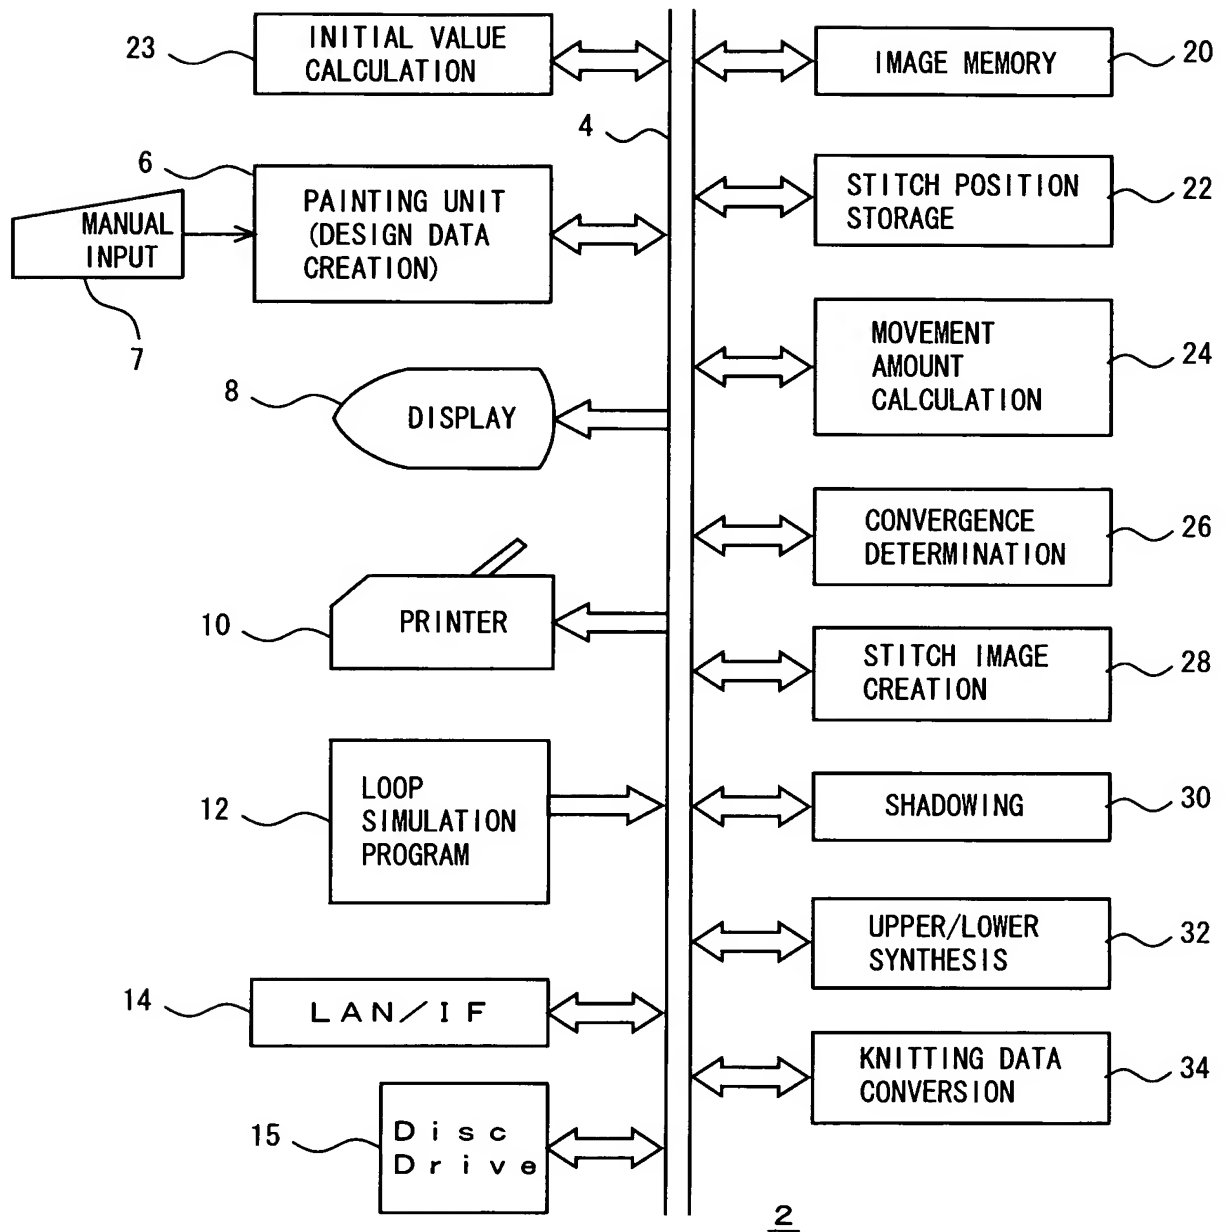 23
INITIAL VALUE
CALCULATION
IMAGE MEMORY
20
4
6
PAINTING UNIT
(DESIGN DATA
CREATION)
MANUAL
INPUT
7
STITCH POSITION
STORAGE
22
MOVEMENT
AMOUNT
CALCULATION
24
8
DISPLAY
CONVERGENCE
DETERMINATION
26
10
PRINTER
STITCH IMAGE
CREATION
28
12
LOOP
SIMULATION
PROGRAM
SHADOWING
30
UPPER/LOWER
SYNTHESIS
32
14
LAN/IF
KNITTING DATA
CONVERSION
34
15
Disc
Drive
2